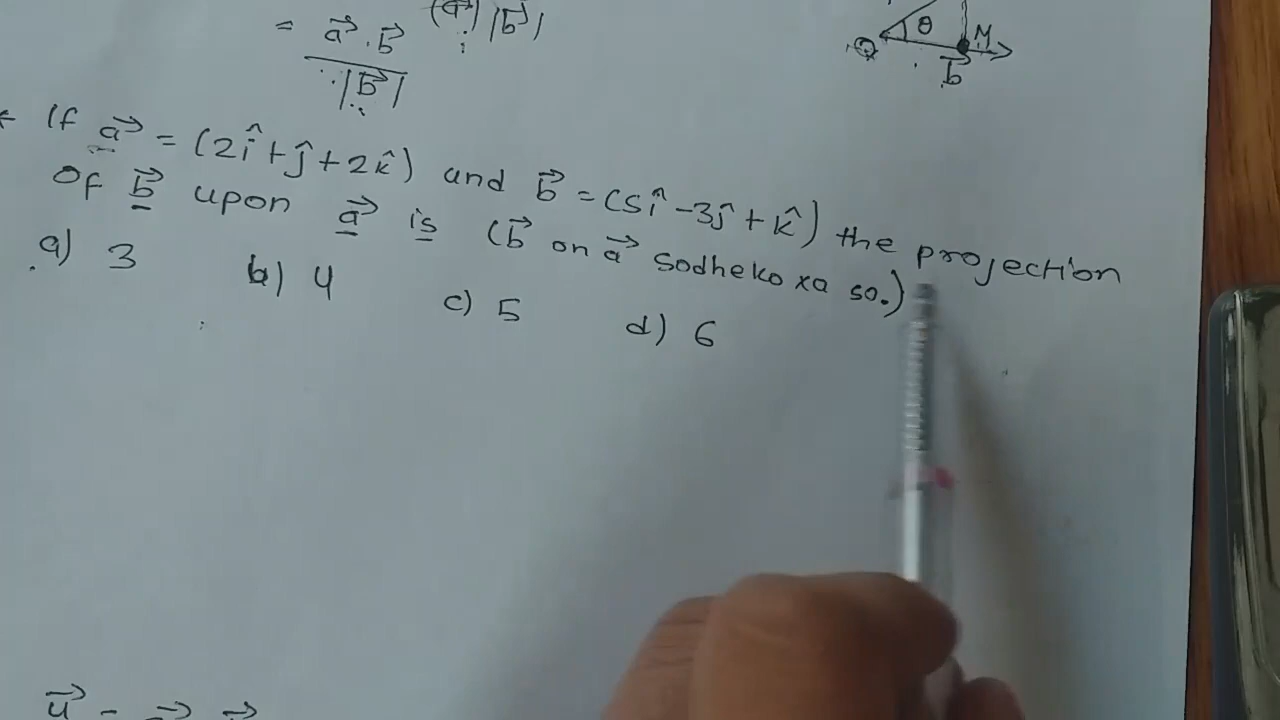 = a⃗ . b⃗ / |b⃗|
|a⃗| |b⃗|
θ M
Q b⃗
If a⃗ = (2î + ĵ + 2k̂) and b⃗ = (5î - 3ĵ + k̂) the projection
Of b⃗ upon a⃗ is (b⃗ on a⃗ sodheko xa so.)
a) 3 b) 4 c) 5 d) 6
u⃗ =